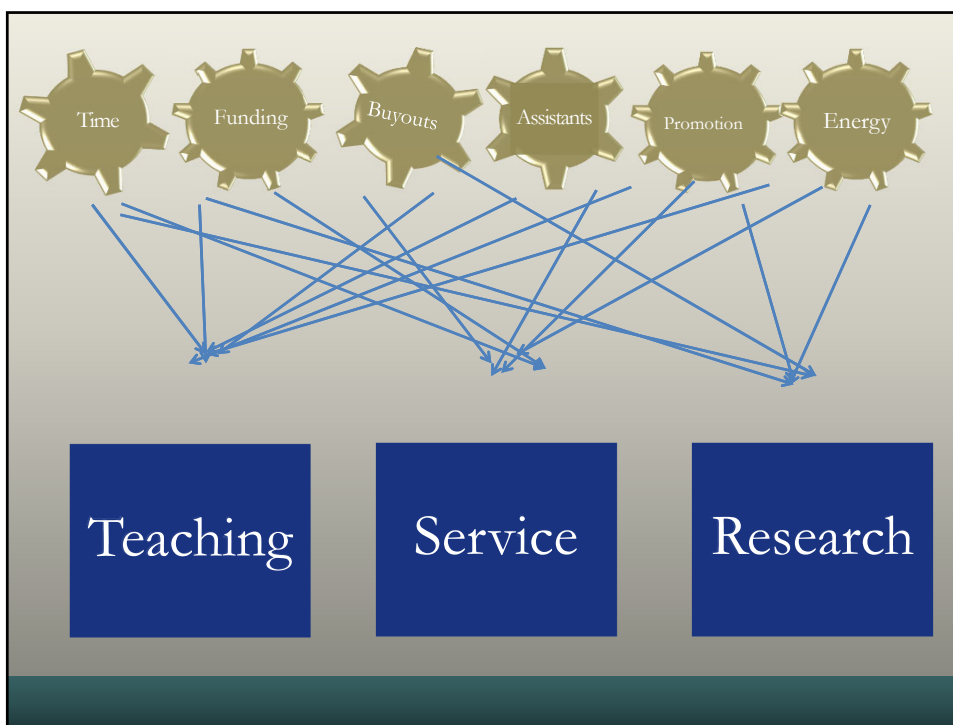 Time
Funding
Buyouts
Assistants
Promotion
Energy
Teaching
Service
Research